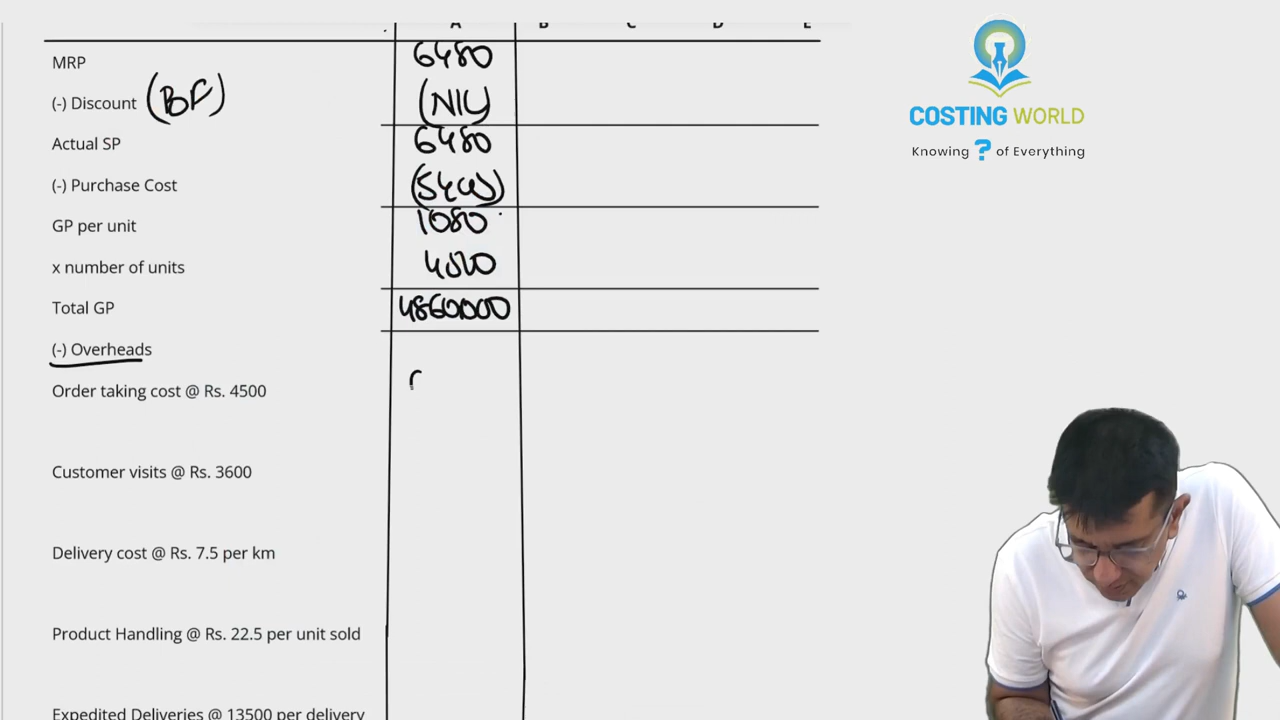 A B C D E
MRP 6480
(-) Discount (BF) (NIL)
Actual SP 6480
(-) Purchase Cost (5400)
GP per unit 1080
x number of units 4500
Total GP 4860000
(-) Overheads
Order taking cost @ Rs. 4500
Customer visits @ Rs. 3600
Delivery cost @ Rs. 7.5 per km
Product Handling @ Rs. 22.5 per unit sold
Expedited Deliveries @ 13500 per delivery
COSTING WORLD
Knowing ? of Everything